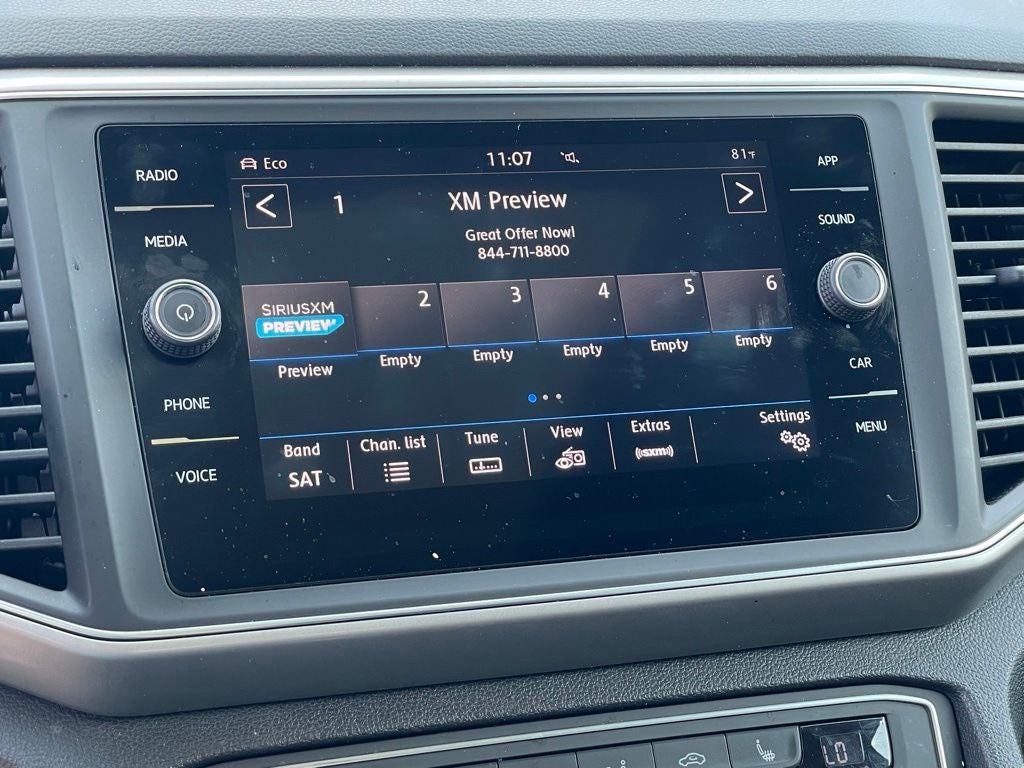 RADIO
MEDIA
PHONE
VOICE
Eco 11:07 81°F
1 XM Preview
Great Offer Now!
844-711-8800
SIRIUSXM
PREVIEW
2 3 4 5 6
Preview Empty Empty Empty Empty Empty
Band Chan. list Tune View Extras Settings
SAT ((sxm))
APP
SOUND
CAR
MENU
LO